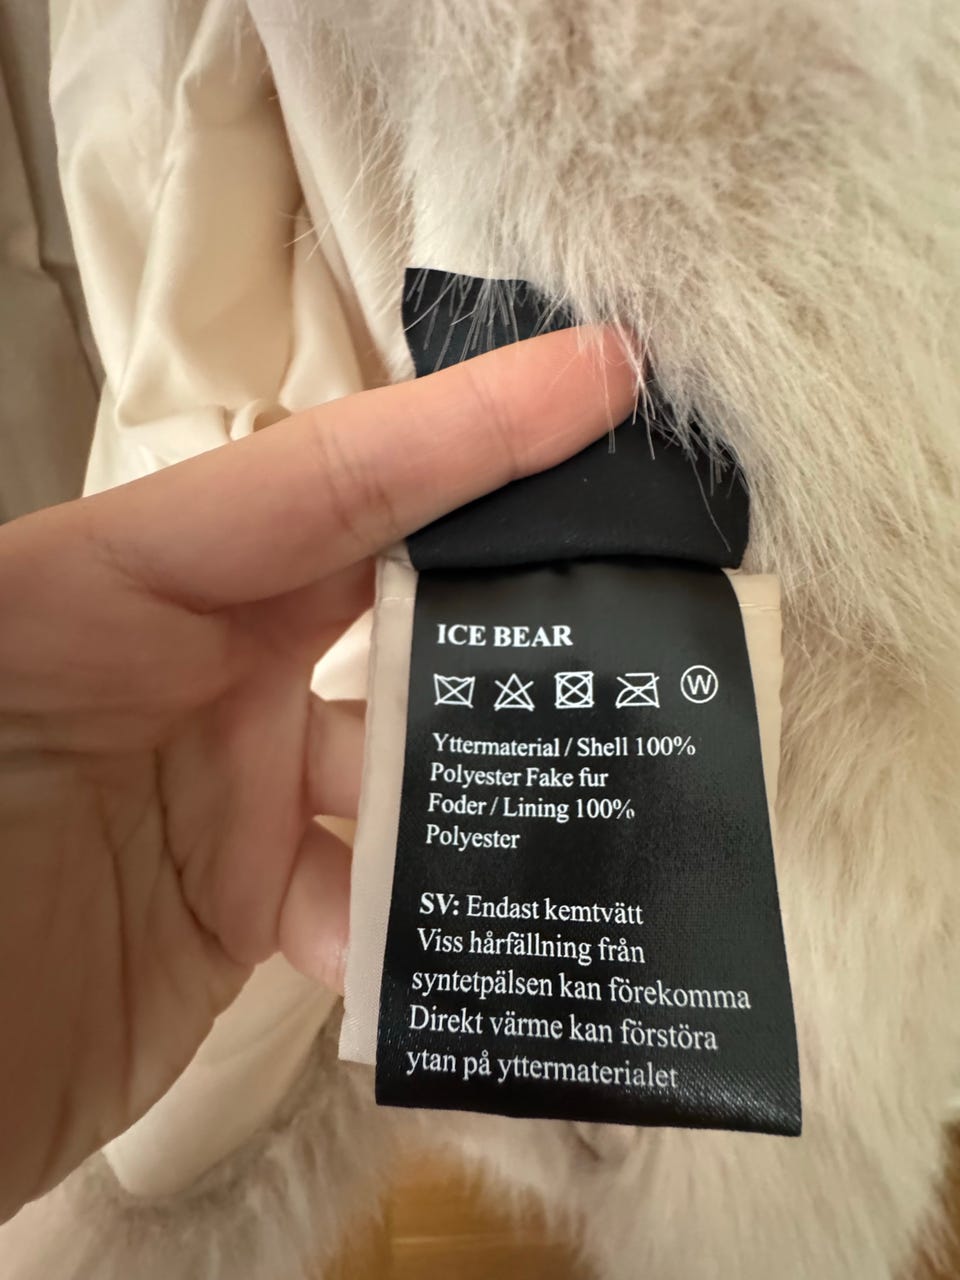 ICE BEAR
W
Yttermaterial / Shell 100%
Polyester Fake fur
Foder / Lining 100%
Polyester
SV: Endast kemtvätt
Viss hårfällning från
syntetpälsen kan förekomma
Direkt värme kan förstöra
ytan på yttermaterialet